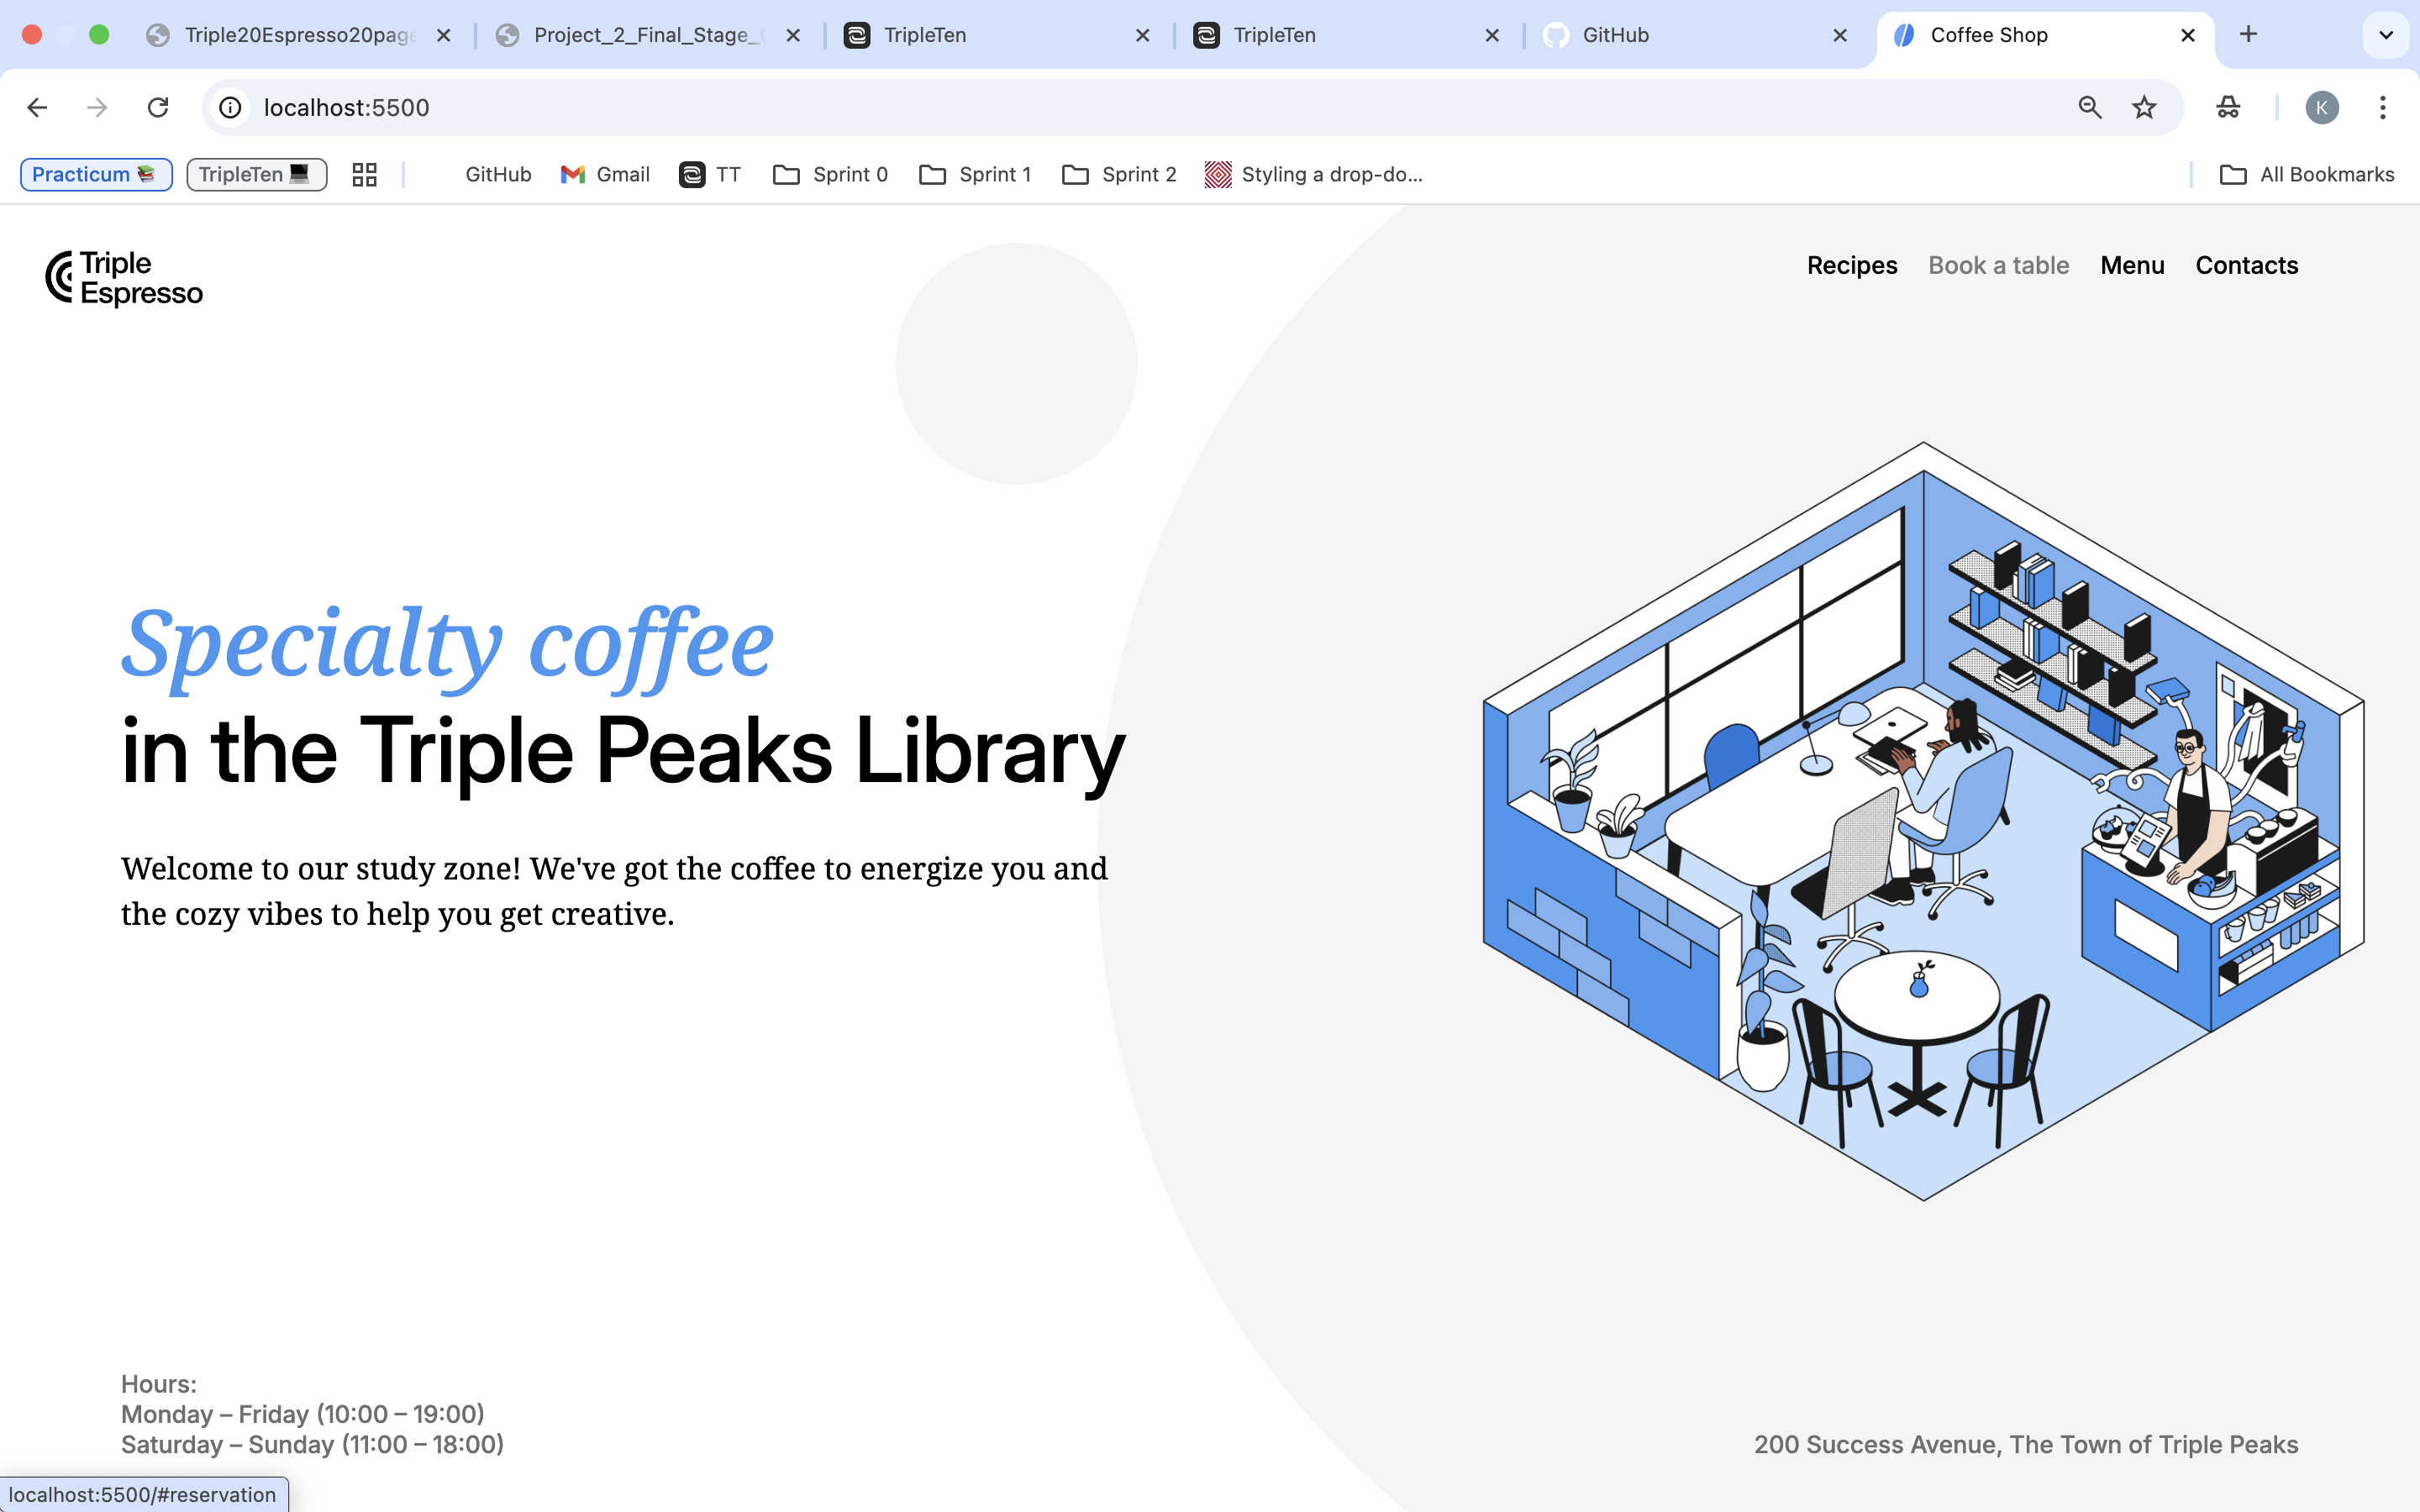 Triple20Espresso20page
Project_2_Final_Stage_
TripleTen
TripleTen
GitHub
Coffee Shop
localhost:5500
K
Practicum 📚
TripleTen 💻
GitHub
Gmail
TT
Sprint 0
Sprint 1
Sprint 2
Styling a drop-do...
All Bookmarks
Triple
Espresso
Recipes
Book a table
Menu
Contacts
Specialty coffee
in the Triple Peaks Library
Welcome to our study zone! We've got the coffee to energize you and
the cozy vibes to help you get creative.
Hours:
Monday – Friday (10:00 – 19:00)
Saturday – Sunday (11:00 – 18:00)
200 Success Avenue, The Town of Triple Peaks
localhost:5500/#reservation